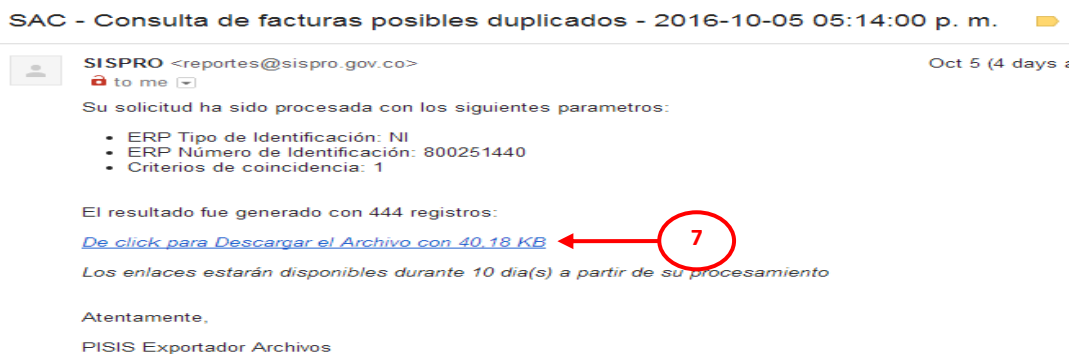 SAC - Consulta de facturas posibles duplicados - 2016-10-05 05:14:00 p. m.
SISPRO <reportes@sispro.gov.co>
Oct 5 (4 days a
to me
Su solicitud ha sido procesada con los siguientes parametros:
• ERP Tipo de Identificación: NI
• ERP Número de Identificación: 800251440
• Criterios de coincidencia: 1
El resultado fue generado con 444 registros:
De click para Descargar el Archivo con 40,18 KB
7
Los enlaces estarán disponibles durante 10 dia(s) a partir de su procesamiento
Atentamente,
PISIS Exportador Archivos